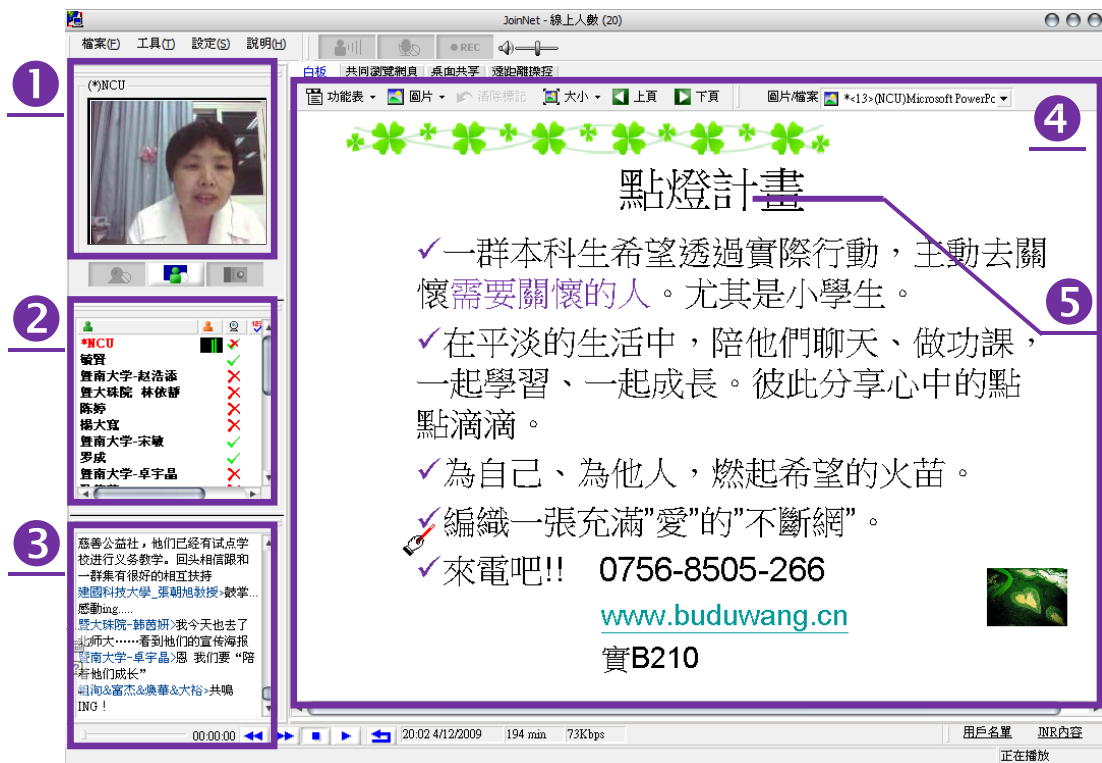 JoinNet - 線上人數 (20)
檔案(F) 工具(T) 設定(S) 說明(H)
REC
白板 共同瀏覽網頁 桌面共享 遠距離操控
1
(*)NCU
2
*NCU
毓賢
暨南大学-赵浩添
暨大珠院 林依靜
陈婷
楊大寬
暨南大学-宋敏
罗成
暨南大学-卓宇晶
3
慈善公益社，他们已经有试点学
校进行义务教学。回头相信跟和
一群集有很好的相互扶持
建國科技大學_張朝旭教授>鼓掌...
感動ing.....
暨大珠院-韩茵妍>我今天也去了
北师大……看到他们的宣传海报
暨南大学-卓宇晶>恩 我们要“陪
着他们成长”
祖洵&富杰&煥華&大裕>共鳴
ING！
4
功能表 圖片 清除標記 大小 上頁 下頁 圖片/檔案 *<13>(NCU)Microsoft PowerPc
5
點燈計畫
✓一群本科生希望透過實際行動，主動去關
懷需要關懷的人。尤其是小學生。
✓在平淡的生活中，陪他們聊天、做功課，
一起學習、一起成長。彼此分享心中的點
點滴滴。
✓為自己、為他人，燃起希望的火苗。
✓編織一張充滿”愛”的”不斷網”。
✓來電吧!! 0756-8505-266
www.buduwang.cn
實B210
00:00:00 20:02 4/12/2009 194 min 73Kbps 用戶名單 JNR內容
正在播放